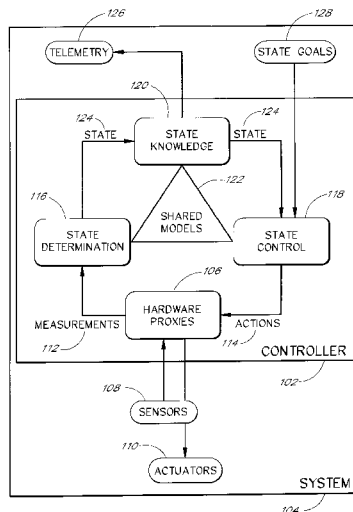 126
128
TELEMETRY
STATE GOALS
120
124
124
STATE
STATE KNOWLEDGE
STATE
122
116
118
SHARED MODELS
STATE DETERMINATION
STATE CONTROL
106
HARDWARE PROXIES
MEASUREMENTS
112
ACTIONS
114
CONTROLLER
108
102
SENSORS
110
ACTUATORS
SYSTEM
104